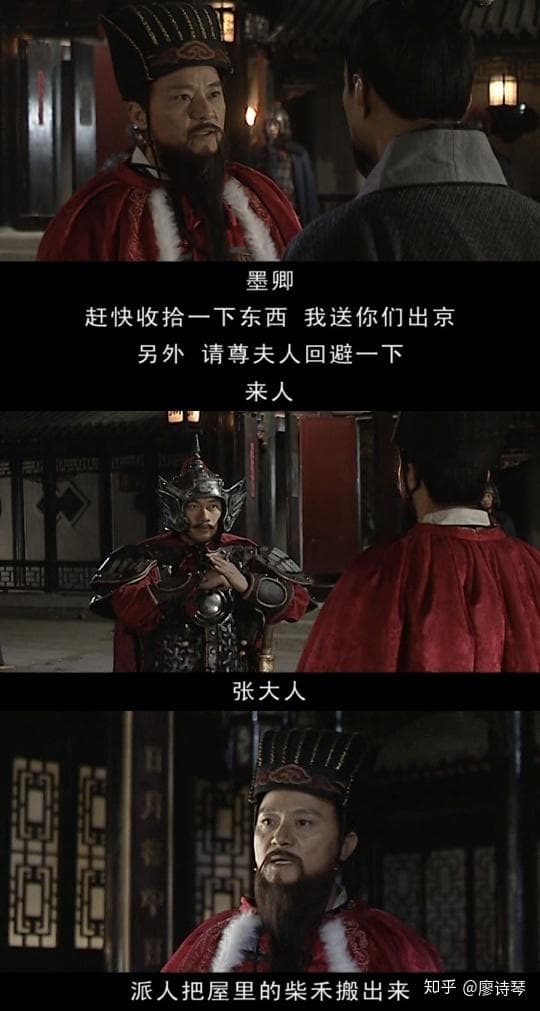 墨卿
赶快收拾一下东西 我送你们出京
另外 请尊夫人回避一下
来人
张大人
派人把屋里的柴禾搬出来
知乎 @廖诗琴